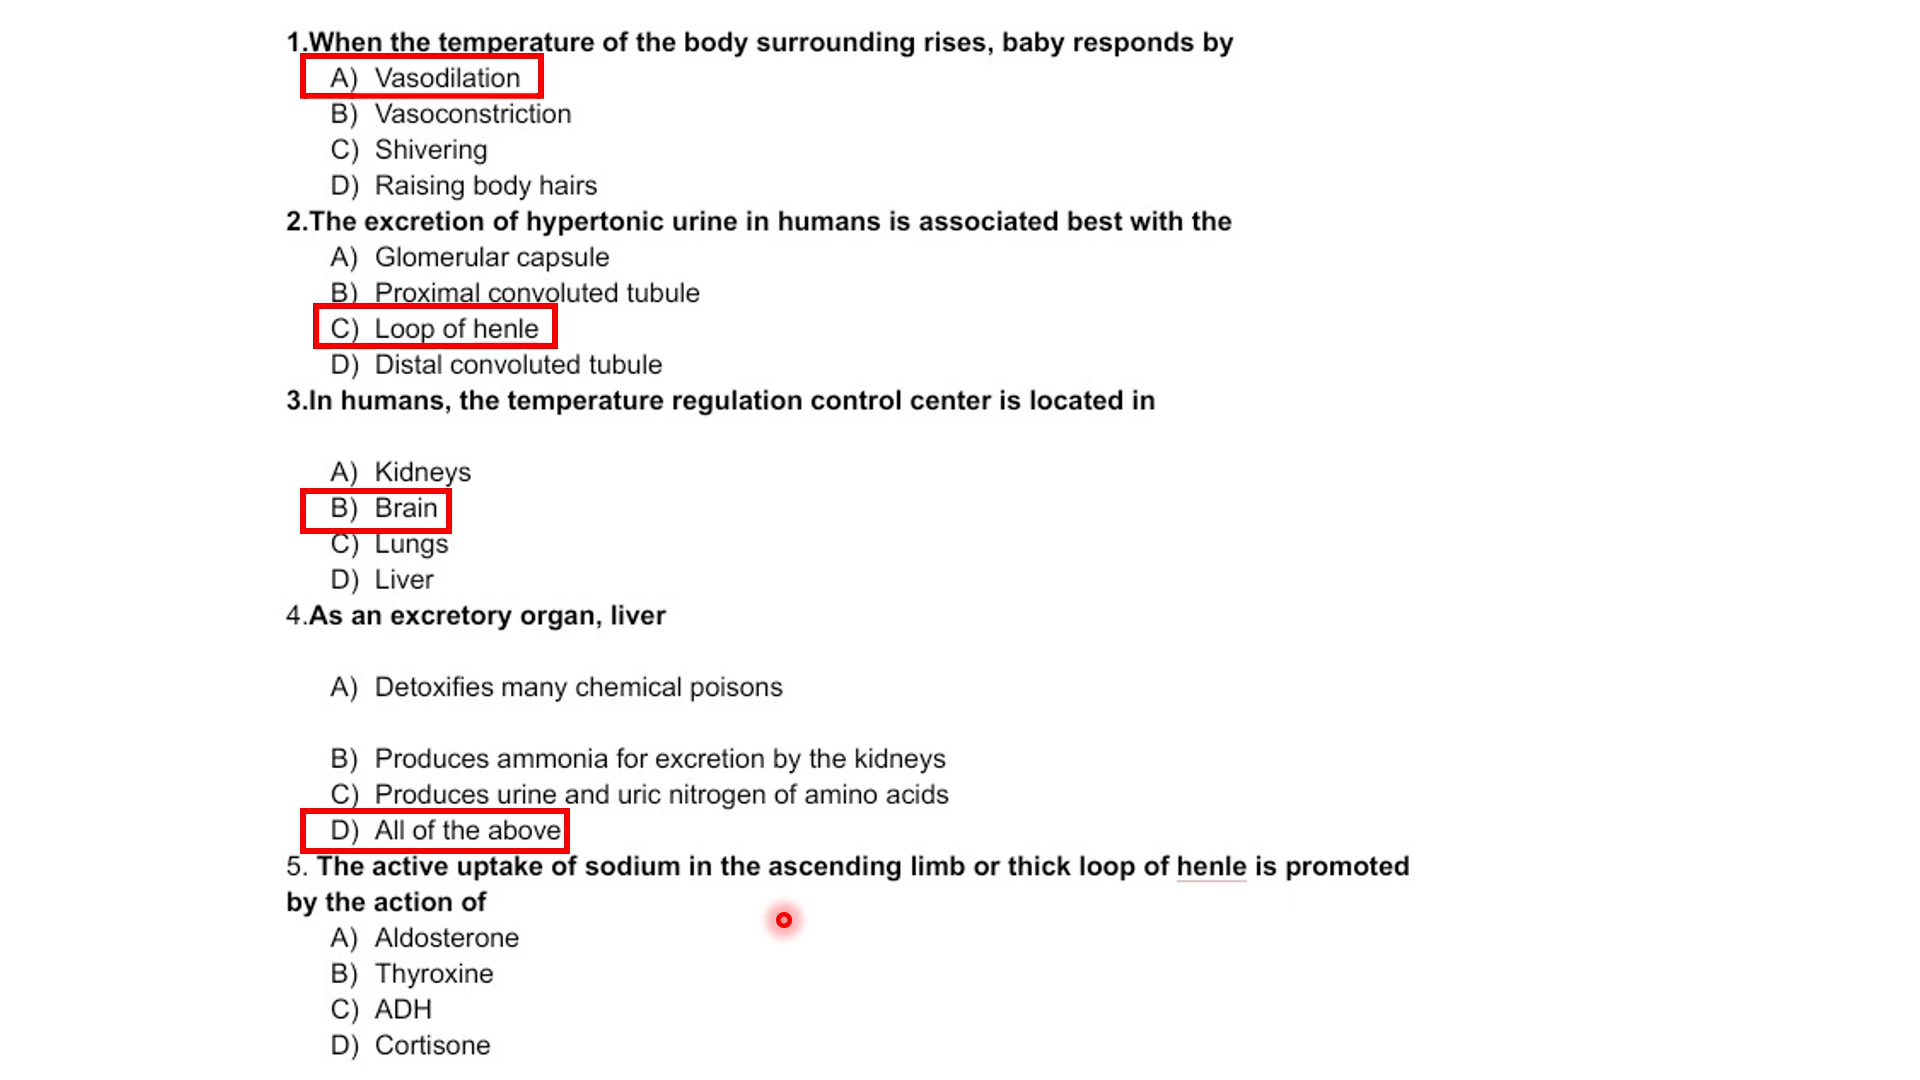 1.When the temperature of the body surrounding rises, baby responds by
A) Vasodilation
B) Vasoconstriction
C) Shivering
D) Raising body hairs
2.The excretion of hypertonic urine in humans is associated best with the
A) Glomerular capsule
B) Proximal convoluted tubule
C) Loop of henle
D) Distal convoluted tubule
3.In humans, the temperature regulation control center is located in
A) Kidneys
B) Brain
C) Lungs
D) Liver
4.As an excretory organ, liver
A) Detoxifies many chemical poisons
B) Produces ammonia for excretion by the kidneys
C) Produces urine and uric nitrogen of amino acids
D) All of the above
5. The active uptake of sodium in the ascending limb or thick loop of henle is promoted
by the action of
A) Aldosterone
B) Thyroxine
C) ADH
D) Cortisone